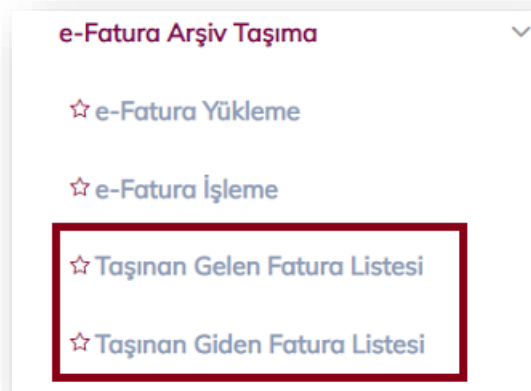 e-Fatura Arşiv Taşıma
e-Fatura Yükleme
e-Fatura İşleme
Taşınan Gelen Fatura Listesi
Taşınan Giden Fatura Listesi